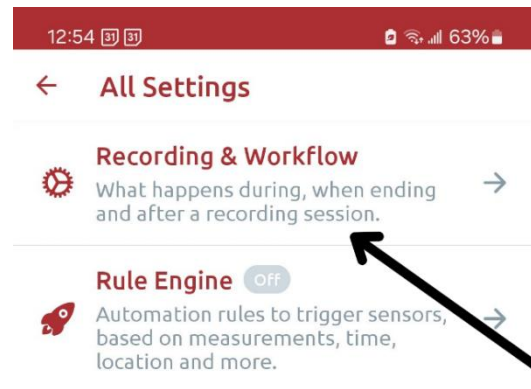 12:54 31 31 63%
All Settings
Recording & Workflow
What happens during, when ending
and after a recording session.
Rule Engine Off
Automation rules to trigger sensors,
based on measurements, time,
location and more.